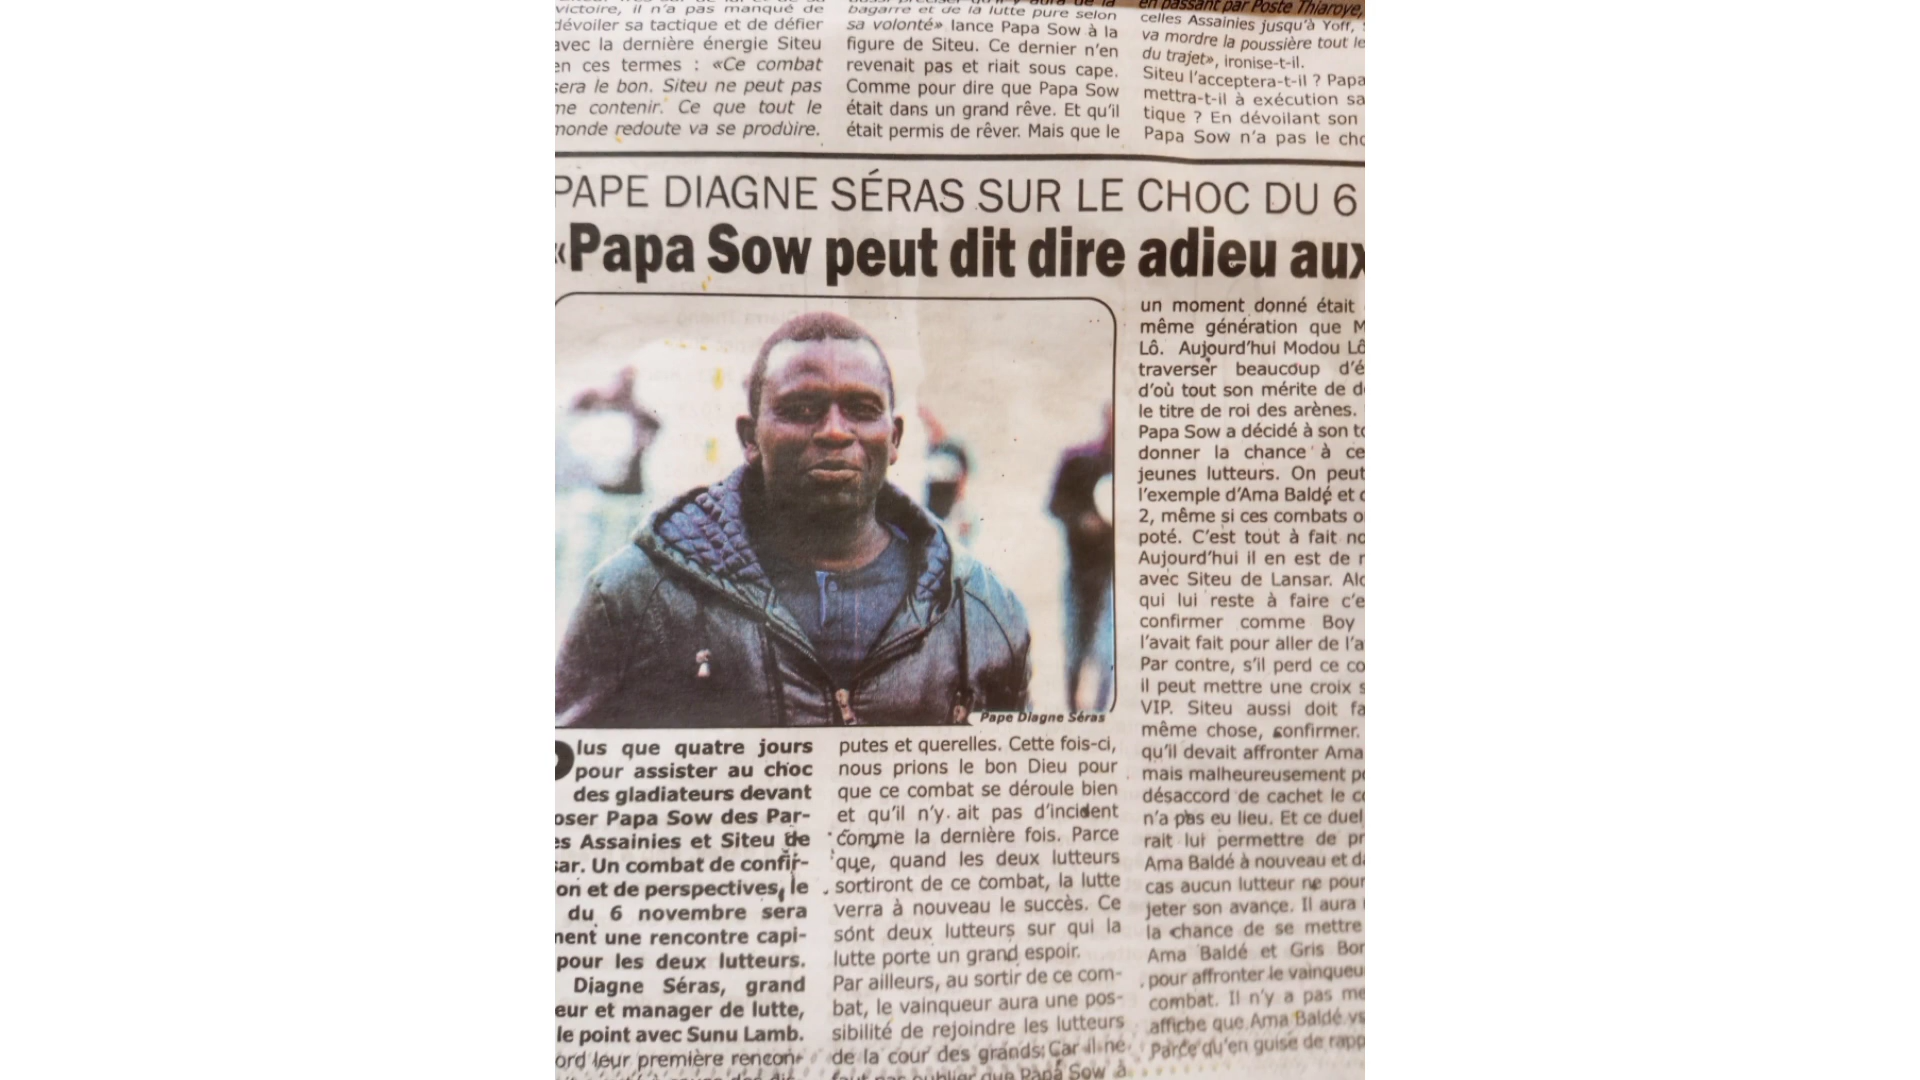 victoire, il n'a pas manqué de
dévoiler sa tactique et de défier
avec la dernière énergie Siteu
en ces termes : «Ce combat
sera le bon. Siteu ne peut pas
me contenir. Ce que tout le
monde redoute va se produire.
bagarre et de la lutte pure selon
sa volonté» lance Papa Sow à la
figure de Siteu. Ce dernier n'en
revenait pas et riait sous cape.
Comme pour dire que Papa Sow
était dans un grand rêve. Et qu'il
était permis de rêver. Mais que le
en passant par Poste Thiaroye,
celles Assainies jusqu'à Yoff,
va mordre la poussière tout le
du trajet», ironise-t-il.
Siteu l'acceptera-t-il ? Papa
mettra-t-il à exécution sa
tique ? En dévoilant son
Papa Sow n'a pas le cho
PAPE DIAGNE SÉRAS SUR LE CHOC DU 6
«Papa Sow peut dit dire adieu aux
Pape Diagne Séras
Plus que quatre jours
pour assister au choc
des gladiateurs devant
oser Papa Sow des Par-
es Assainies et Siteu de
sar. Un combat de confir-
on et de perspectives, le
du 6 novembre sera
ment une rencontre capi-
pour les deux lutteurs.
Diagne Séras, grand
eur et manager de lutte,
le point avec Sunu Lamb.
ord leur première rencon-
putes et querelles. Cette fois-ci,
nous prions le bon Dieu pour
que ce combat se déroule bien
et qu'il n'y ait pas d'incident
comme la dernière fois. Parce
que, quand les deux lutteurs
sortiront de ce combat, la lutte
verra à nouveau le succès. Ce
sont deux lutteurs sur qui la
lutte porte un grand espoir.
Par ailleurs, au sortir de ce com-
bat, le vainqueur aura une pos-
sibilité de rejoindre les lutteurs
de la cour des grands. Car il ne
faut pas oublier que Papa Sow à
un moment donné était
même génération que M
Lô. Aujourd'hui Modou Lô
traverser beaucoup d'é
d'où tout son mérite de d
le titre de roi des arènes.
Papa Sow a décidé à son to
donner la chance à ce
jeunes lutteurs. On peut
l'exemple d'Ama Baldé et
2, même si ces combats o
poté. C'est tout à fait no
Aujourd'hui il en est de
avec Siteu de Lansar. Alo
qui lui reste à faire c'e
confirmer comme Boy
l'avait fait pour aller de l'a
Par contre, s'il perd ce co
il peut mettre une croix s
VIP. Siteu aussi doit fa
même chose, confirmer.
qu'il devait affronter Ama
mais malheureusement
désaccord de cachet le co
n'a pas eu lieu. Et ce duel
rait lui permettre de pr
Ama Baldé à nouveau et da
cas aucun lutteur ne pour
jeter son avance. Il aura
la chance de se mettre
Ama Baldé et Gris Bor
pour affronter le vainqueu
combat. Il n'y a pas me
affiche que Ama Baldé vs
Parce qu'en guise de rapp